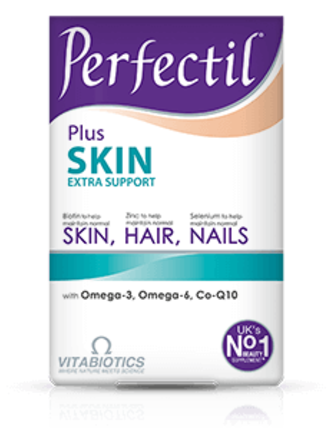 Perfectil®
Plus
SKIN
EXTRA SUPPORT
Biotin to help Zinc to help Selenium to help
maintain normal maintain normal maintain normal
SKIN, HAIR, NAILS
with Omega-3, Omega-6, Co-Q10
VITABIOTICS
WHERE NATURE MEETS SCIENCE
UK's
No1
BEAUTY
SUPPLEMENT